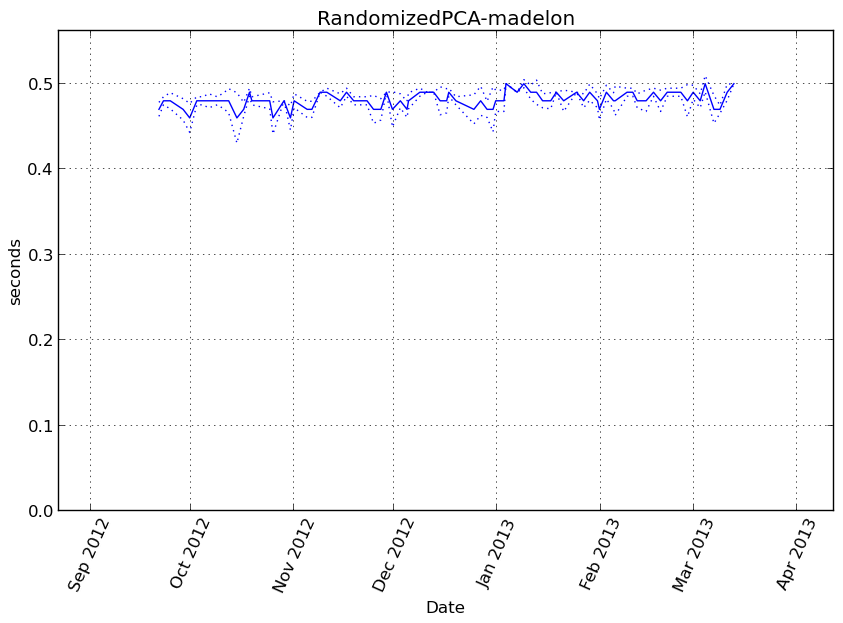 RandomizedPCA-madelon
0.5
0.4
0.3
0.2
0.1
0.0
seconds
Sep 2012
Oct 2012
Nov 2012
Dec 2012
Jan 2013
Feb 2013
Mar 2013
Apr 2013
Date